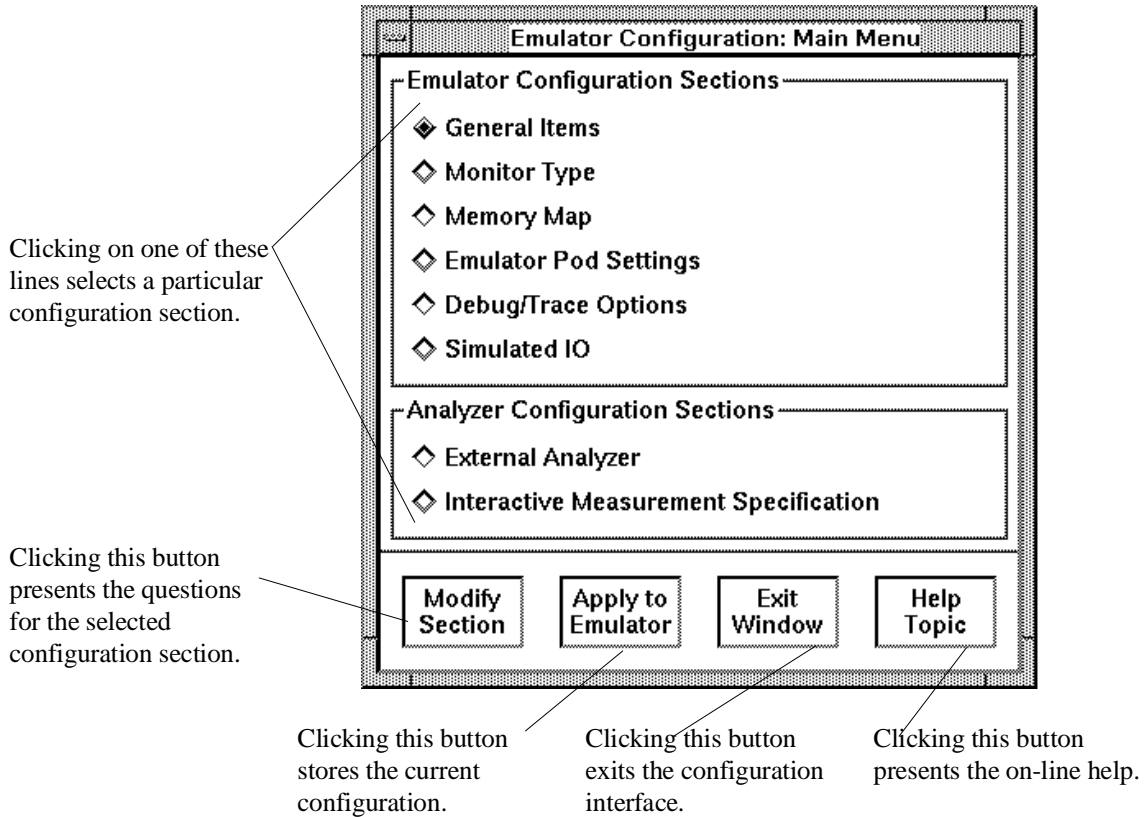 Emulator Configuration: Main Menu
Emulator Configuration Sections
General Items
Monitor Type
Memory Map
Emulator Pod Settings
Debug/Trace Options
Simulated IO
Clicking on one of these
lines selects a particular
configuration section.
Analyzer Configuration Sections
External Analyzer
Interactive Measurement Specification
Clicking this button
presents the questions
for the selected
configuration section.
Modify
Section
Apply to
Emulator
Exit
Window
Help
Topic
Clicking this button
stores the current
configuration.
Clicking this button
exits the configuration
interface.
Clicking this button
presents the on-line help.